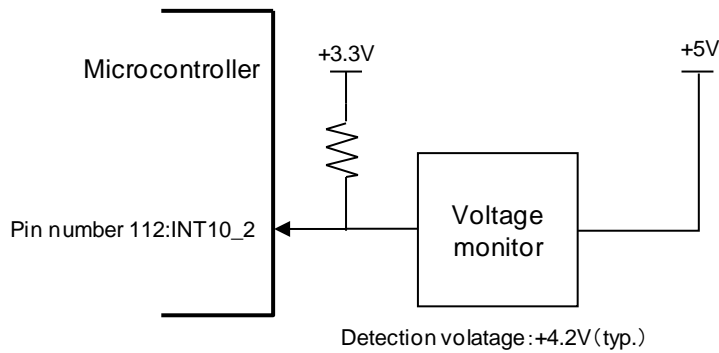 +3.3V
+5V
Microcontroller
Pin number 112:INT10_2
Voltage
monitor
Detection volatage:+4.2V(typ.)